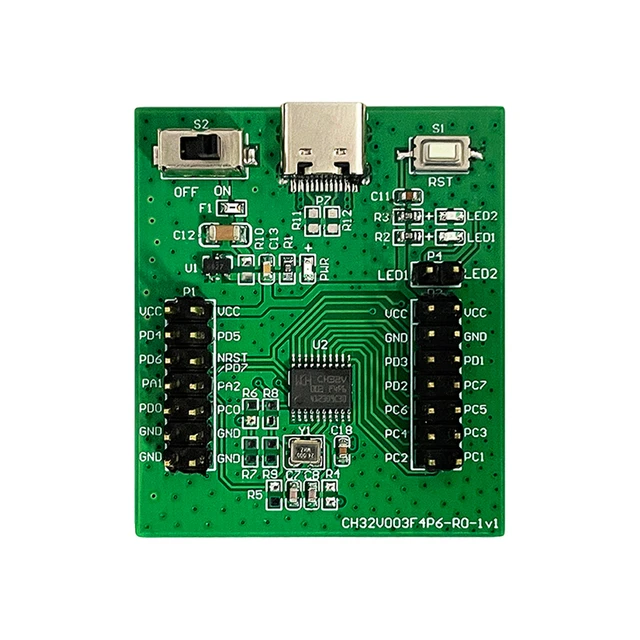 S2
S1
OFF ON
RST
P7
F1
R11
R12
C11
R3 + LED2
R2 + LED1
C12
R10
C13
R1
+
PWR
U1
P4
LED1 LED2
P1
VCC VCC
PD4 PD5
PD6 NRST
/PD7
PA1 PA2
PD0 PC0
GND
GND GND
VCC VCC
GND GND
PD3 PD1
PD2 PC7
PC6 PC5
PC4 PC3
PC2 PC1
U2
CH32V
003 F4P6
R6 R8
R7 R9
Y1
C18
R5
C7 C8 R4
CH32V003F4P6-R0-1v1